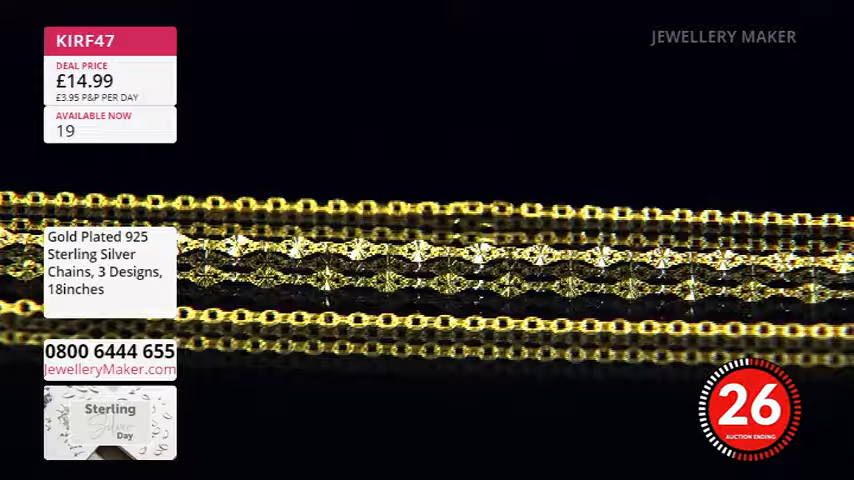 KIRF47
DEAL PRICE
£14.99
£3.95 P&P PER DAY
AVAILABLE NOW
19
JEWELLERY MAKER
Gold Plated 925
Sterling Silver
Chains, 3 Designs,
18inches
0800 6444 655
JewelleryMaker.com
Sterling
Silver
Day
26
AUCTION ENDING